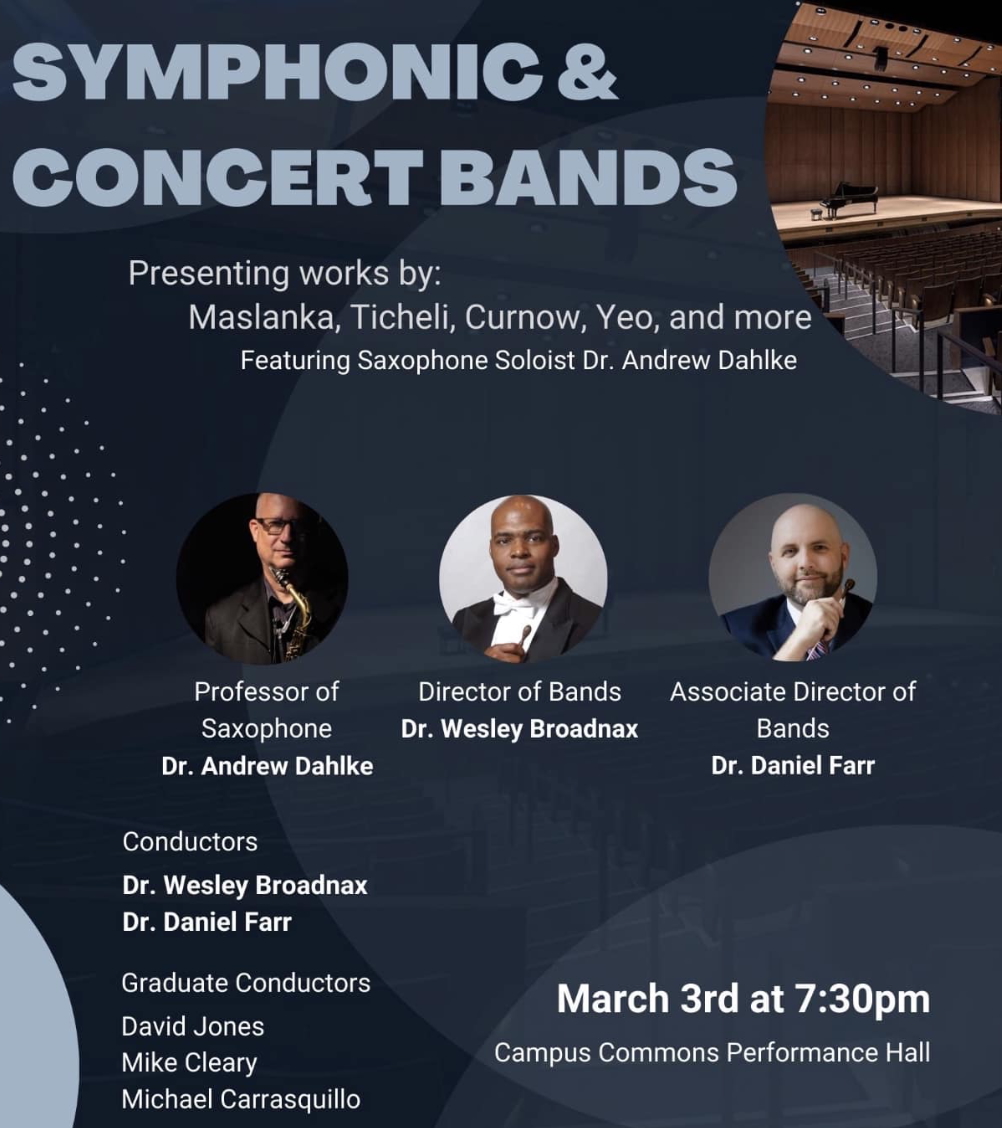 SYMPHONIC &
CONCERT BANDS
Presenting works by:
Maslanka, Ticheli, Curnow, Yeo, and more
Featuring Saxophone Soloist Dr. Andrew Dahlke
Professor of
Saxophone
Dr. Andrew Dahlke
Director of Bands
Dr. Wesley Broadnax
Associate Director of
Bands
Dr. Daniel Farr
Conductors
Dr. Wesley Broadnax
Dr. Daniel Farr
Graduate Conductors
David Jones
Mike Cleary
Michael Carrasquillo
March 3rd at 7:30pm
Campus Commons Performance Hall